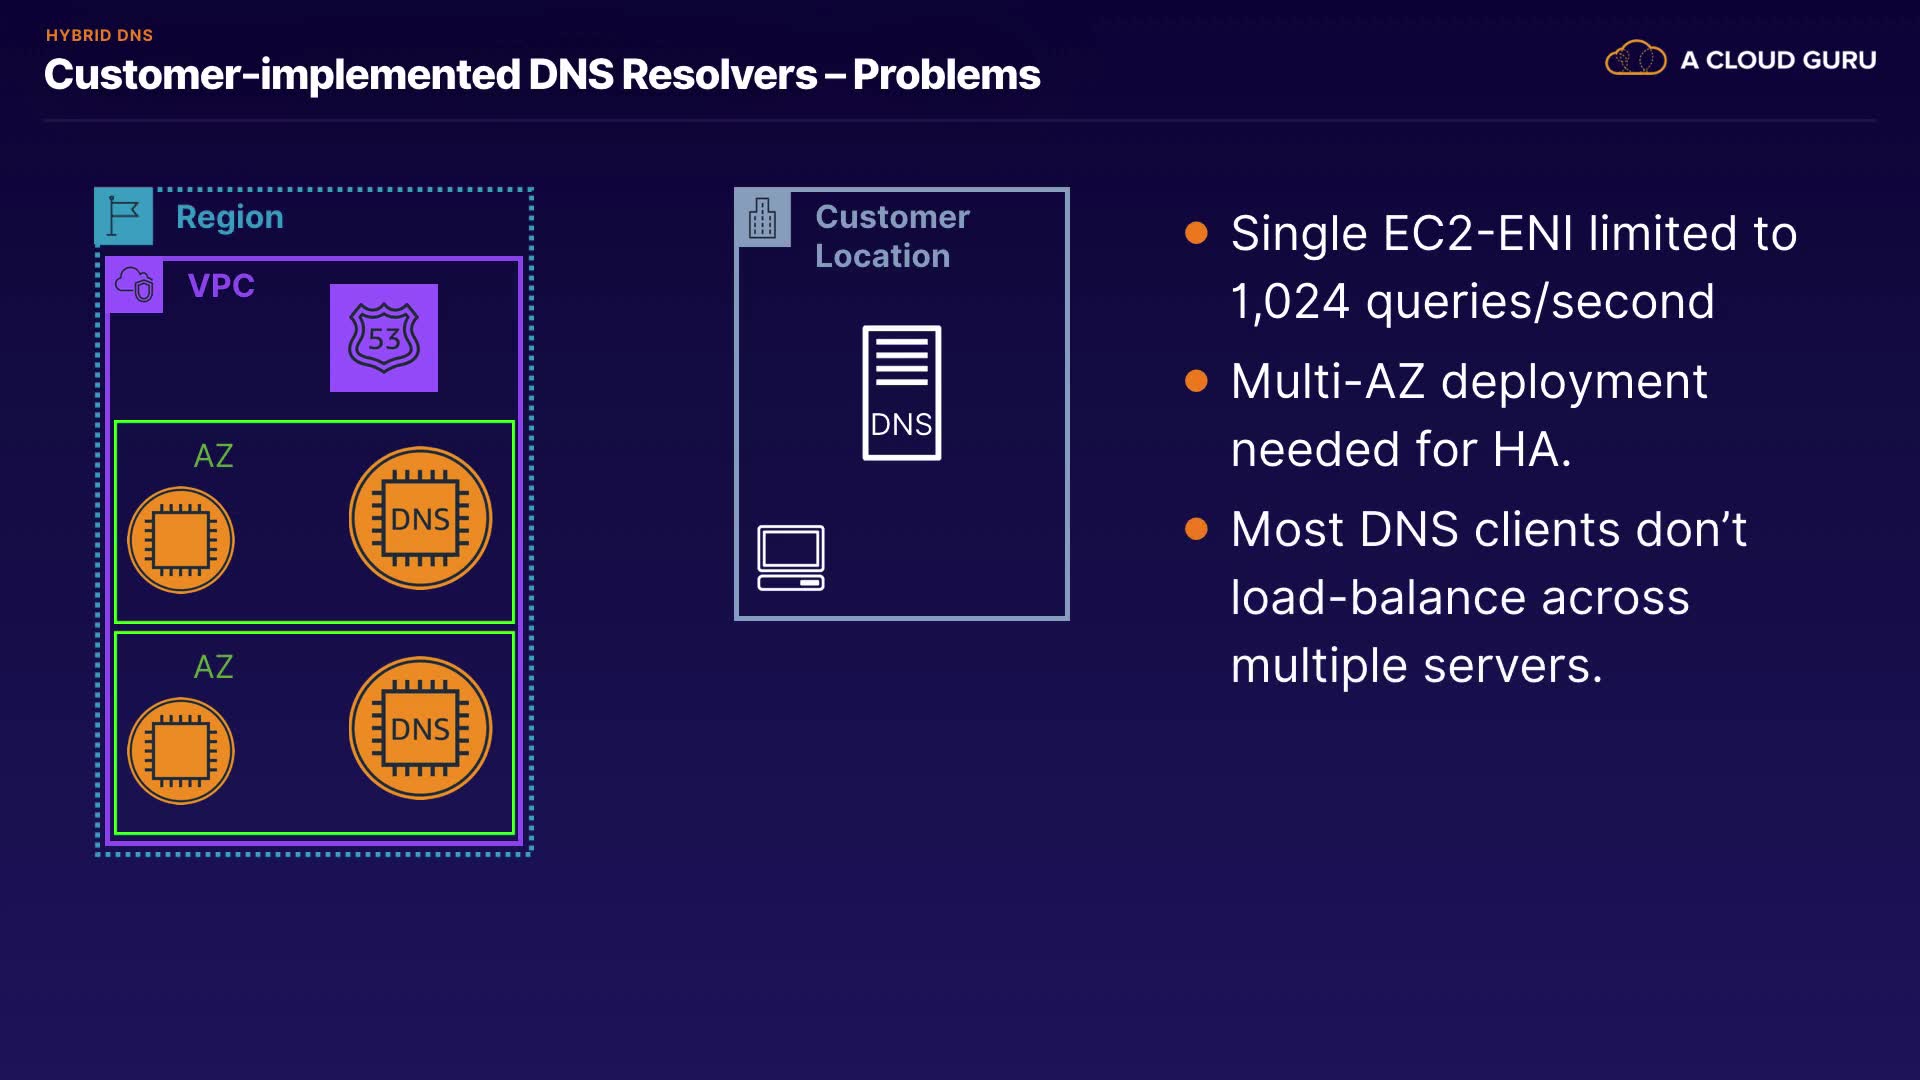 HYBRID DNS
Customer-implemented DNS Resolvers – Problems
A CLOUD GURU
Region
VPC
53
AZ
DNS
AZ
DNS
Customer
Location
DNS
Single EC2-ENI limited to
1,024 queries/second
Multi-AZ deployment
needed for HA.
Most DNS clients don’t
load-balance across
multiple servers.